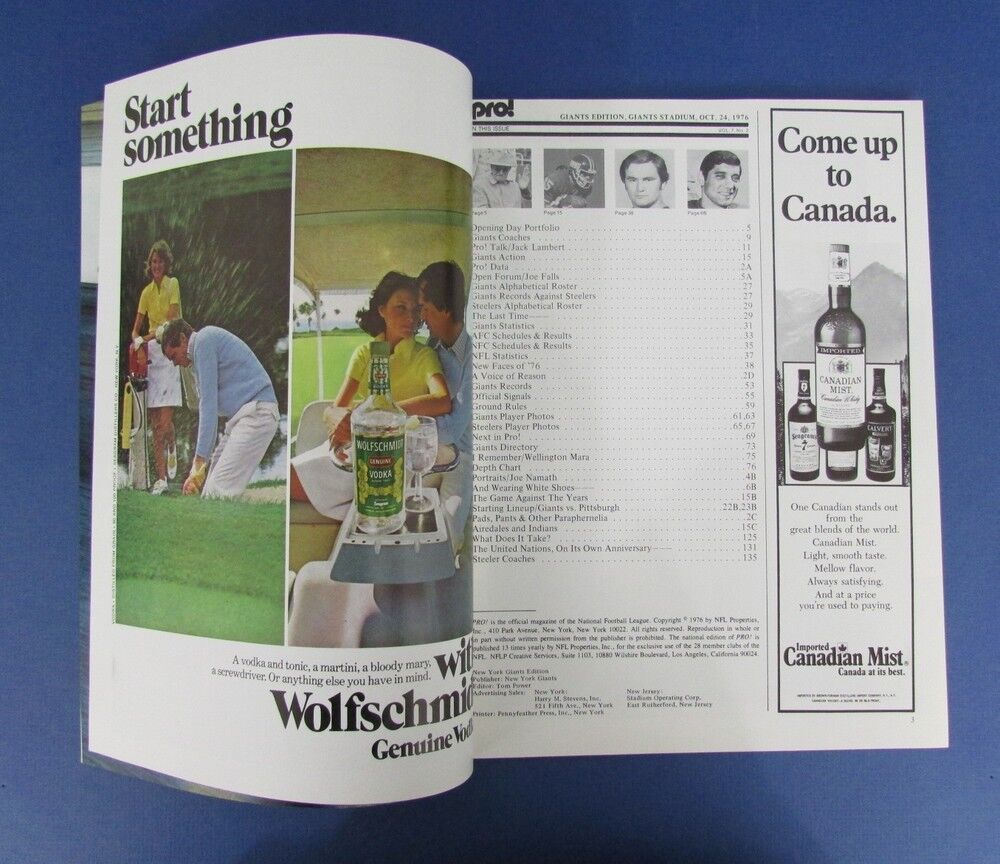 Start
something
A vodka and tonic, a martini, a bloody mary,
a screwdriver. Or anything else you have in mind.
Wolfschmi
Genuine Vod
WOLFSCHMIDT
GENUINE
VODKA
pro!
GIANTS EDITION, GIANTS STADIUM, OCT. 24, 1976
N THIS ISSUE
VOL. 7, No. 2
Page 5 Page 15 Page 38 Page 6B
Opening Day Portfolio 5
Giants Coaches 9
Pro! Talk/Jack Lambert 11
Giants Action 15
Pro! Data 2A
Open Forum/Joe Falls 5A
Giants Alphabetical Roster 27
Giants Records Against Steelers 27
Steelers Alphabetical Roster 29
The Last Time—— 29
Giants Statistics 31
AFC Schedules & Results 33
NFC Schedules & Results 35
NFL Statistics 37
New Faces of '76 38
A Voice of Reason 2D
Giants Records 53
Official Signals 55
Ground Rules 59
Giants Player Photos 61,63
Steelers Player Photos 65,67
Next in Pro! 69
Giants Directory 73
I Remember/Wellington Mara 75
Depth Chart 76
Portraits/Joe Namath 4B
And Wearing White Shoes—— 6B
The Game Against The Years 15B
Starting Lineup/Giants vs. Pittsburgh 22B,23B
Pads, Pants & Other Paraphernelia 2C
Airedales and Indians 15C
What Does It Take? 125
The United Nations, On Its Own Anniversary—— 131
Steeler Coaches 135
PRO! is the official magazine of the National Football League. Copyright © 1976 by NFL Properties,
Inc., 410 Park Avenue, New York, New York 10022. All rights reserved. Reproduction in whole or
in part without written permission from the publisher is prohibited. The national edition of PRO! is
published 13 times yearly by NFL Properties, Inc., for the exclusive use of the 28 member clubs of the
NFL. NFLP Creative Services, Suite 1103, 10880 Wilshire Boulevard, Los Angeles, California 90024.
New York Giants Edition
Publisher: New York Giants
Editor: Tom Power
Advertising Sales: New York: New Jersey:
Harry M. Stevens, Inc. Stadium Operating Corp.
521 Fifth Ave., New York East Rutherford, New Jersey
Printer: Pennyfeather Press, Inc., New York
Come up
to
Canada.
IMPORTED
CANADIAN
MIST
Canadian Whisky
Seagram's
7
CALVERT
One Canadian stands out
from the
great blends of the world.
Canadian Mist.
Light, smooth taste.
Mellow flavor.
Always satisfying.
And at a price
you're used to paying.
Imported
Canadian Mist.
Canada at its best.
3